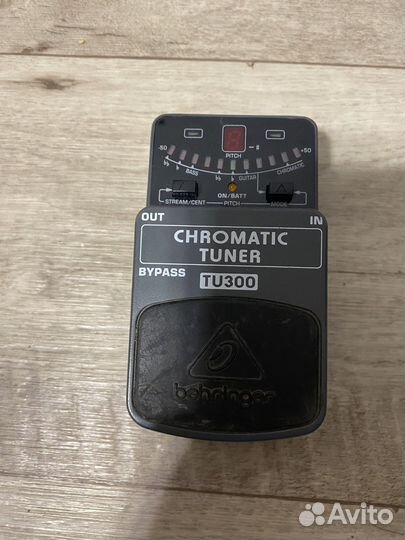 -50
+50
-#
PITCH
BASS
GUITAR
CHROMATIC
ON/BATT
STREAM/CENT
PITCH
MODE
OUT
IN
CHROMATIC
TUNER
BYPASS
TU300
behringer
Avito